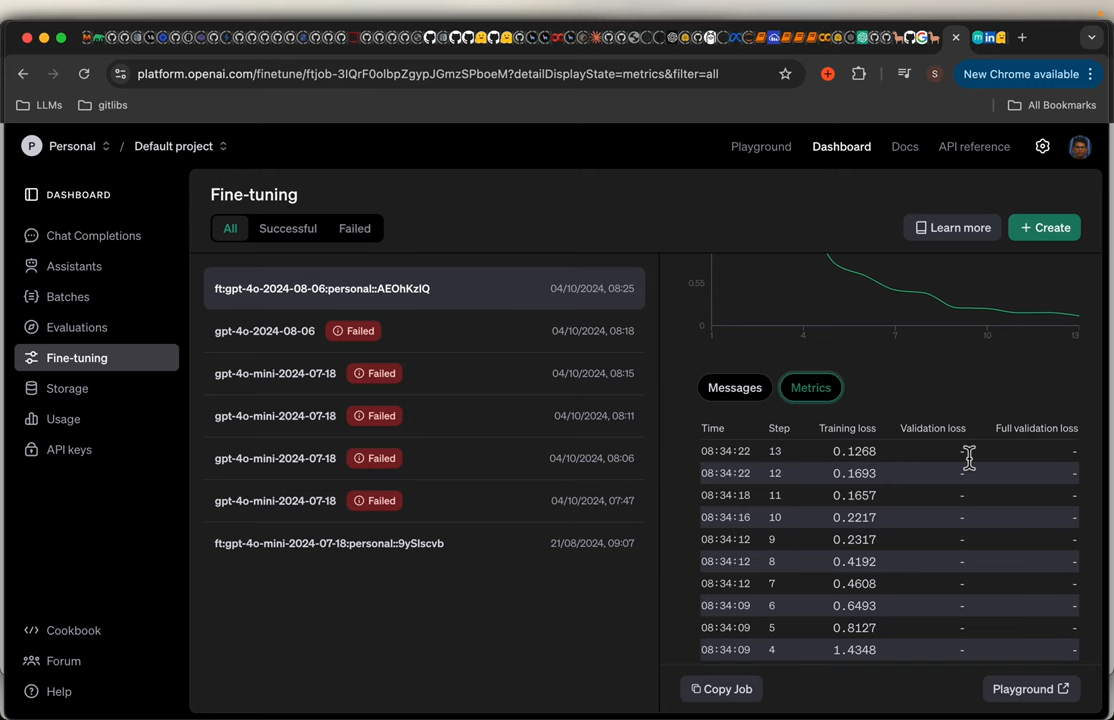 platform.openai.com/finetune/ftjob-3IQrF0olbpZgypJGmzSPboeM?detailDisplayState=metrics&filter=all
S
New Chrome available
LLMs
gitlibs
All Bookmarks
P Personal / Default project
Playground Dashboard Docs API reference
DASHBOARD
Chat Completions
Assistants
Batches
Evaluations
Fine-tuning
Storage
Usage
API keys
Cookbook
Forum
Help
Fine-tuning
All Successful Failed
Learn more
+ Create
ft:gpt-4o-2024-08-06:personal::AEOhKzIQ 04/10/2024, 08:25
gpt-4o-2024-08-06 Failed 04/10/2024, 08:18
gpt-4o-mini-2024-07-18 Failed 04/10/2024, 08:15
gpt-4o-mini-2024-07-18 Failed 04/10/2024, 08:11
gpt-4o-mini-2024-07-18 Failed 04/10/2024, 08:06
gpt-4o-mini-2024-07-18 Failed 04/10/2024, 07:47
ft:gpt-4o-mini-2024-07-18:personal::9ySIscvb 21/08/2024, 09:07
0.55
0
1 4 7 10 13
Messages Metrics
Time Step Training loss Validation loss Full validation loss
08:34:22 13 0.1268 - -
08:34:22 12 0.1693 - -
08:34:18 11 0.1657 - -
08:34:16 10 0.2217 - -
08:34:12 9 0.2317 - -
08:34:12 8 0.4192 - -
08:34:12 7 0.4608 - -
08:34:09 6 0.6493 - -
08:34:09 5 0.8127 - -
08:34:09 4 1.4348 - -
Copy Job
Playground